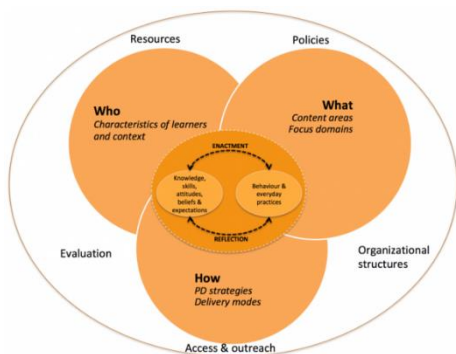 Resources
Policies
Who
Characteristics of learners
and context
What
Content areas
Focus domains
ENACTMENT
Knowledge,
skills,
attitudes,
beliefs &
expectations
Behaviour &
everyday
practices
REFLECTION
Evaluation
Organizational
structures
How
PD strategies
Delivery modes
Access & outreach